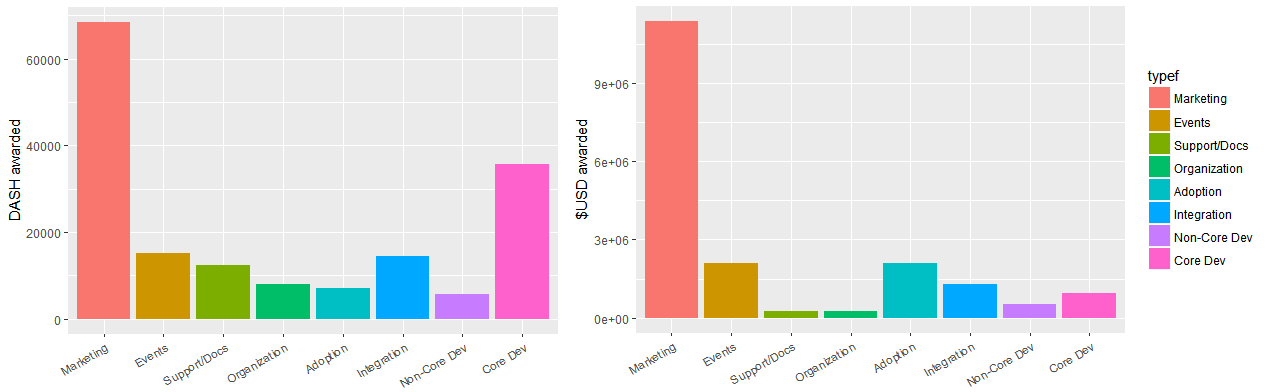 DASH awarded
60000
40000
20000
0
Marketing
Events
Support/Docs
Organization
Adoption
Integration
Non-Core Dev
Core Dev
$USD awarded
9e+06
6e+06
3e+06
0e+00
Marketing
Events
Support/Docs
Organization
Adoption
Integration
Non-Core Dev
Core Dev
typef
Marketing
Events
Support/Docs
Organization
Adoption
Integration
Non-Core Dev
Core Dev